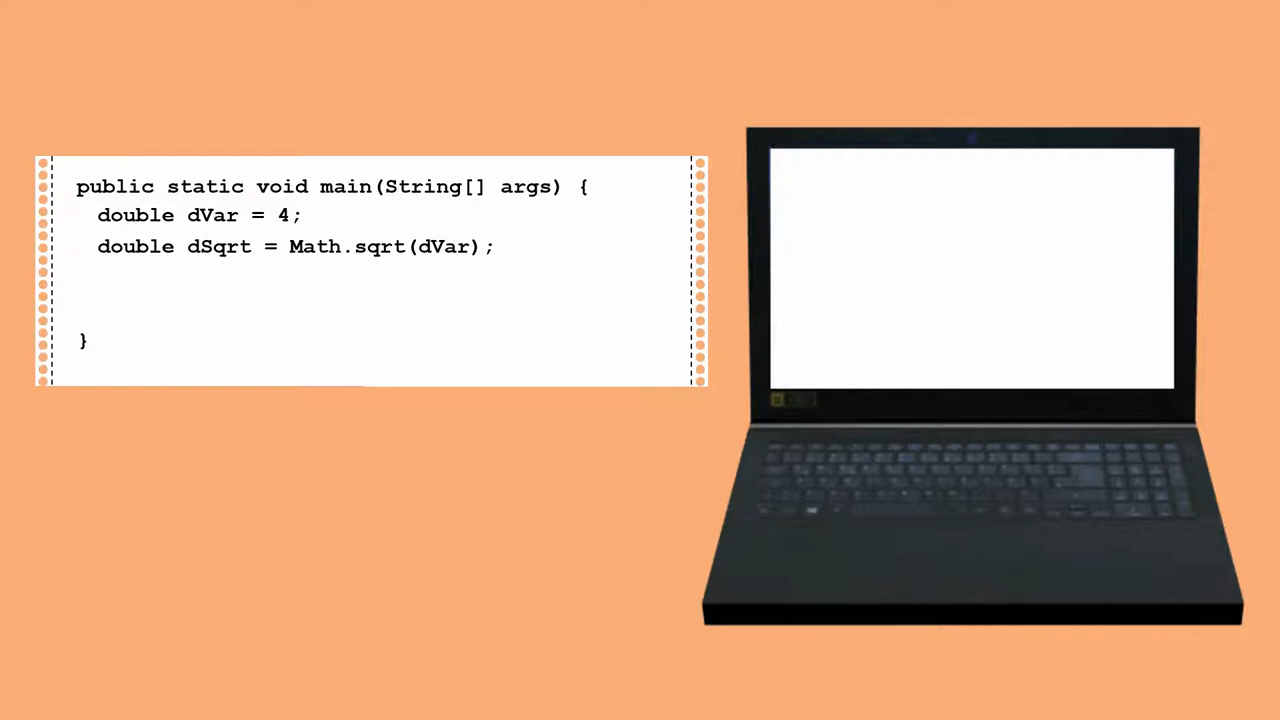 public static void main(String[] args) {
double dVar = 4;
double dSqrt = Math.sqrt(dVar);
}